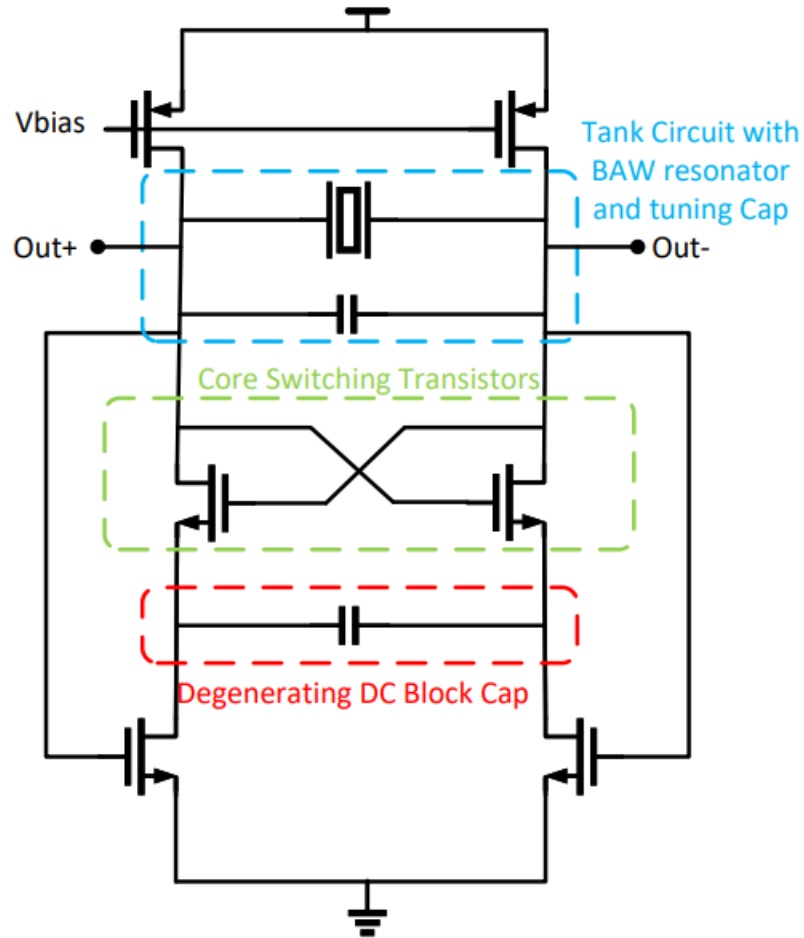 Vbias
Tank Circuit with
BAW resonator
and tuning Cap
Out+
Out-
Core Switching Transistors
Degenerating DC Block Cap